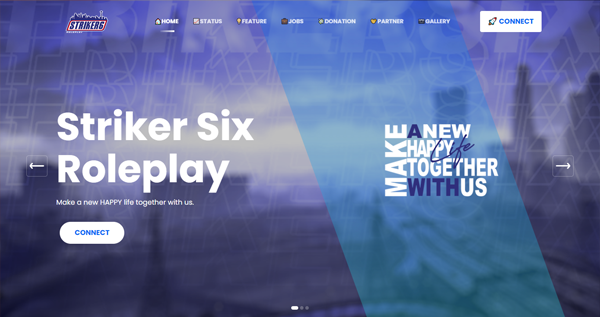 STRIKER6
HOME
STATUS
FEATURE
JOBS
DONATION
PARTNER
GALLERY
CONNECT
Striker Six
Roleplay
Make a new HAPPY life together with us.
CONNECT
MAKE
A NEW
HAPPY Life
TOGETHER
WITH US